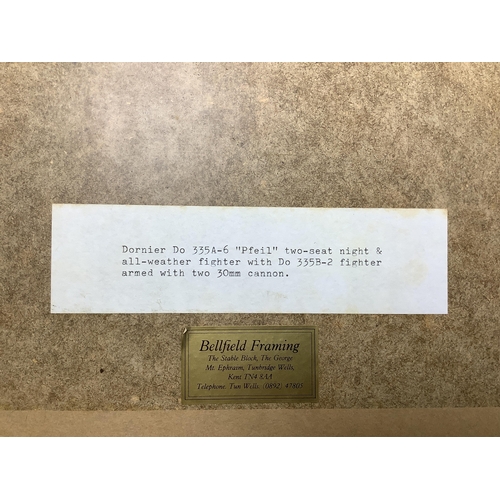 Dornier Do 335A-6 "Pfeil" two-seat night &
all-weather fighter with Do 335B-2 fighter
armed with two 30mm cannon.
Bellfield Framing
The Stable Block, The George
Mt. Ephraim, Tunbridge Wells,
Kent TN4 8AA
Telephone. Tun Wells: (0892) 47805